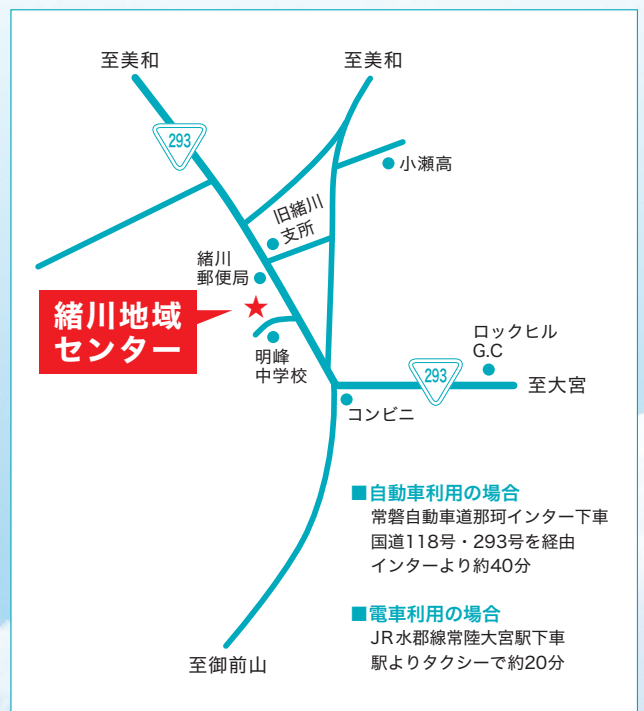 至美和
至美和
293
小瀬高
旧緒川
支所
緒川
郵便局
緒川地域
センター
明峰
中学校
ロックヒル
G.C
293
至大宮
コンビニ
■自動車利用の場合
常磐自動車道那珂インター下車
国道118号・293号を経由
インターより約40分
■電車利用の場合
JR水郡線常陸大宮駅下車
駅よりタクシーで約20分
至御前山